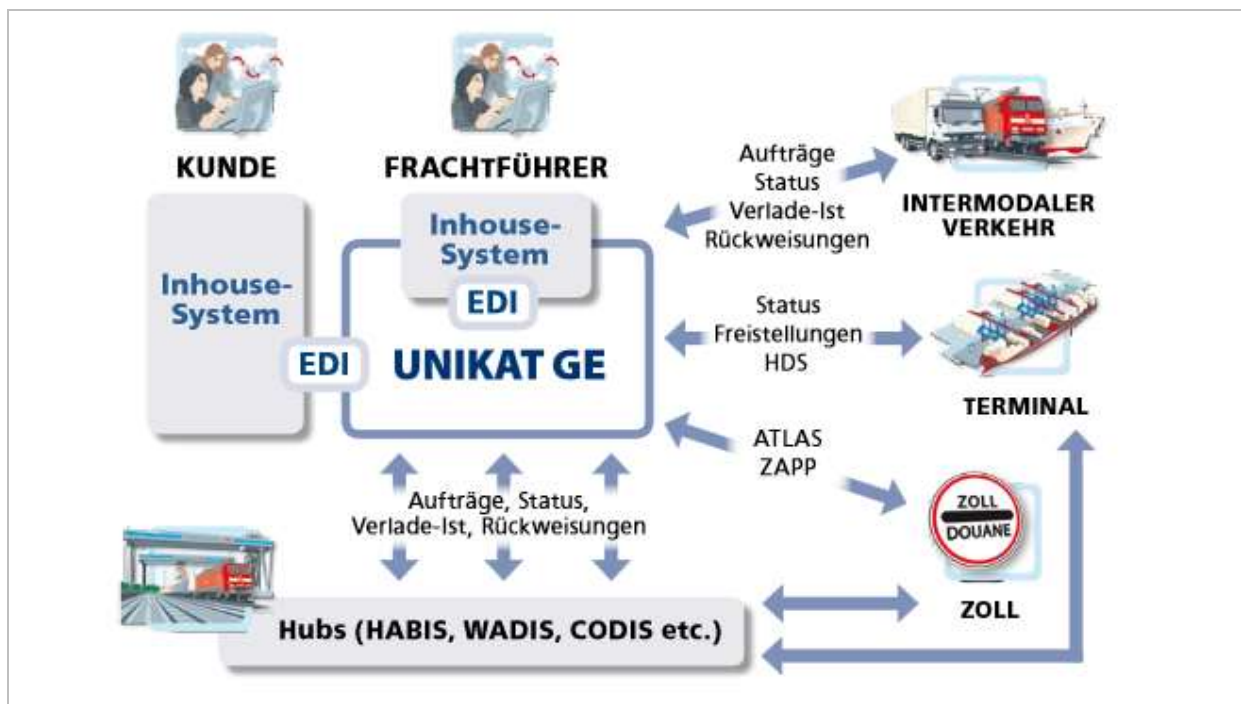 KUNDE
FRACHTFÜHRER
Inhouse-
System
Inhouse-
System
EDI
EDI
UNIKAT GE
Aufträge
Status
Verlade-Ist
Rückweisungen
INTERMODALER
VERKEHR
Status
Freistellungen
HDS
TERMINAL
ATLAS
ZAPP
ZOLL
DOUANE
ZOLL
Aufträge, Status,
Verlade-Ist, Rückweisungen
Hubs (HABIS, WADIS, CODIS etc.)